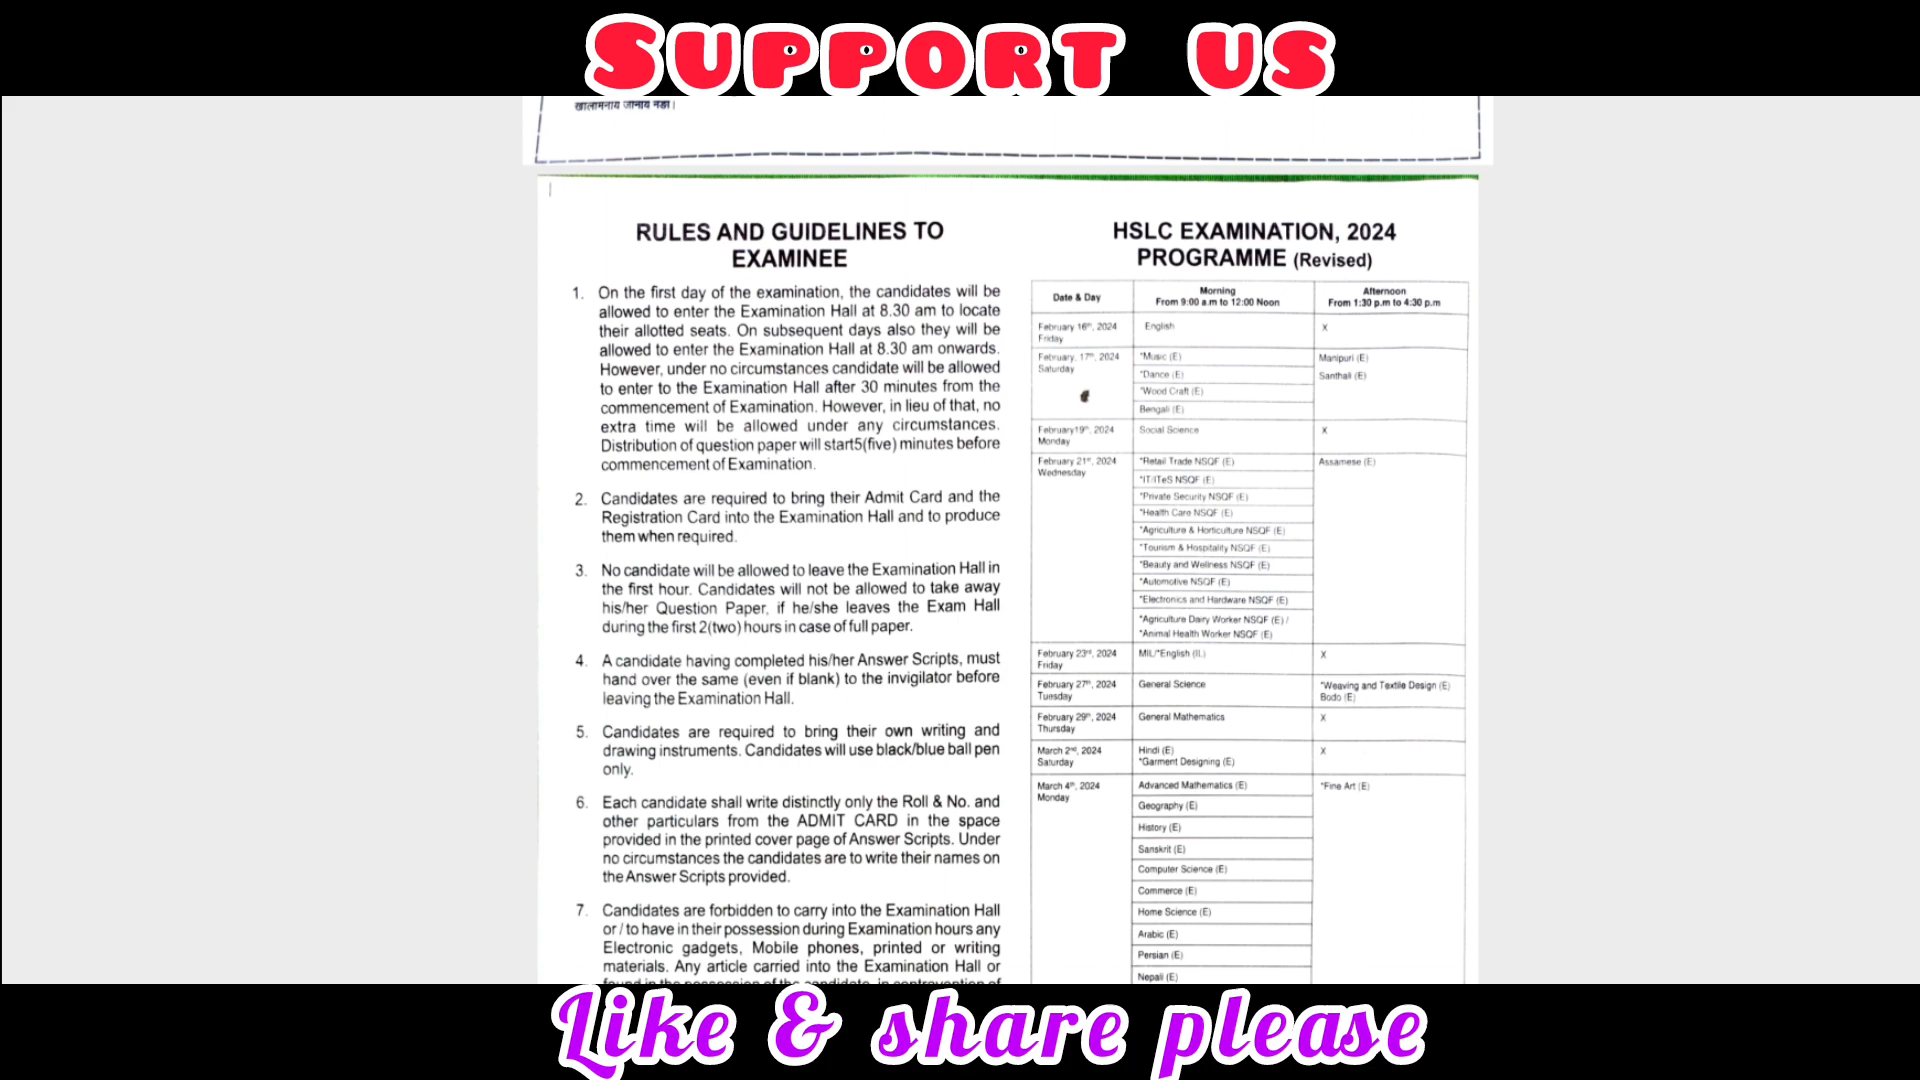 SUPPORT US
खालामनाय जानाय नङा।
RULES AND GUIDELINES TO
EXAMINEE
1. On the first day of the examination, the candidates will be
allowed to enter the Examination Hall at 8.30 am to locate
their allotted seats. On subsequent days also they will be
allowed to enter the Examination Hall at 8.30 am onwards.
However, under no circumstances candidate will be allowed
to enter to the Examination Hall after 30 minutes from the
commencement of Examination. However, in lieu of that, no
extra time will be allowed under any circumstances.
Distribution of question paper will start5(five) minutes before
commencement of Examination.
2. Candidates are required to bring their Admit Card and the
Registration Card into the Examination Hall and to produce
them when required.
3. No candidate will be allowed to leave the Examination Hall in
the first hour. Candidates will not be allowed to take away
his/her Question Paper, if he/she leaves the Exam Hall
during the first 2(two) hours in case of full paper.
4. A candidate having completed his/her Answer Scripts, must
hand over the same (even if blank) to the invigilator before
leaving the Examination Hall.
5. Candidates are required to bring their own writing and
drawing instruments. Candidates will use black/blue ball pen
only.
6. Each candidate shall write distinctly only the Roll & No. and
other particulars from the ADMIT CARD in the space
provided in the printed cover page of Answer Scripts. Under
no circumstances the candidates are to write their names on
the Answer Scripts provided.
7. Candidates are forbidden to carry into the Examination Hall
or / to have in their possession during Examination hours any
Electronic gadgets, Mobile phones, printed or writing
materials. Any article carried into the Examination Hall or
found in the possession of the candidate, in contravention of
HSLC EXAMINATION, 2024
PROGRAMME (Revised)
Date & Day
Morning
From 9:00 a.m to 12:00 Noon
Afternoon
From 1:30 p.m to 4:30 p.m
February 16th, 2024
Friday
English
X
February, 17th, 2024
Saturday
*Music (E)
*Dance (E)
*Wood Craft (E)
Bengali (E)
Manipuri (E)
Santhali (E)
February19th, 2024
Monday
Social Science
X
February 21st, 2024
Wednesday
*Retail Trade NSQF (E)
*IT/ITeS NSQF (E)
*Private Security NSQF (E)
*Health Care NSQF (E)
*Agriculture & Horticulture NSQF (E)
*Tourism & Hospitality NSQF (E)
*Beauty and Wellness NSQF (E)
*Automotive NSQF (E)
*Electronics and Hardware NSQF (E)
*Agriculture Dairy Worker NSQF (E) /
*Animal Health Worker NSQF (E)
Assamese (E)
February 23rd, 2024
Friday
MIL/*English (IL)
X
February 27th, 2024
Tuesday
General Science
*Weaving and Textile Design (E)
Bodo (E)
February 29th, 2024
Thursday
General Mathematics
X
March 2nd, 2024
Saturday
Hindi (E)
*Garment Designing (E)
X
March 4th, 2024
Monday
Advanced Mathematics (E)
Geography (E)
History (E)
Sanskrit (E)
Computer Science (E)
Commerce (E)
Home Science (E)
Arabic (E)
Persian (E)
Nepali (E)
*Fine Art (E)
Like & share please